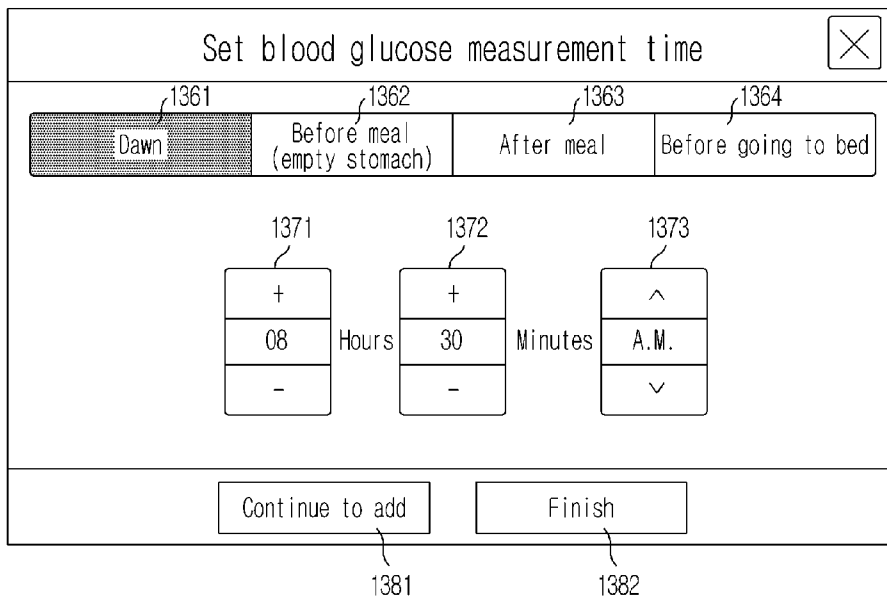 Set blood glucose measurement time
1361 1362 1363 1364
Dawn Before meal (empty stomach) After meal Before going to bed
1371 1372 1373
+ + ^
08 Hours 30 Minutes A.M.
- - v
Continue to add Finish
1381 1382